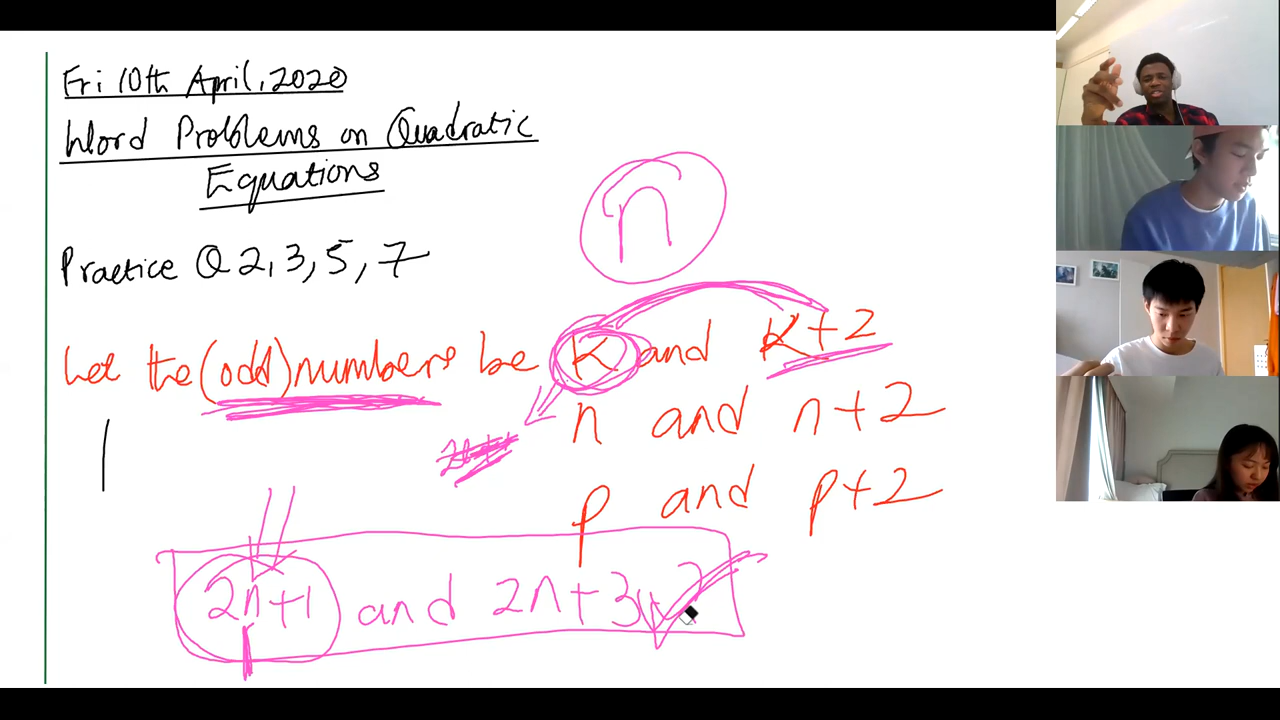 Fri 10th April, 2020
Word Problems on Quadratic
Equations
Practice Q 2, 3, 5, 7
n
Let the (odd) numbers be K and K+2
n and n+2
p and p+2
2n+1 and 2n+3